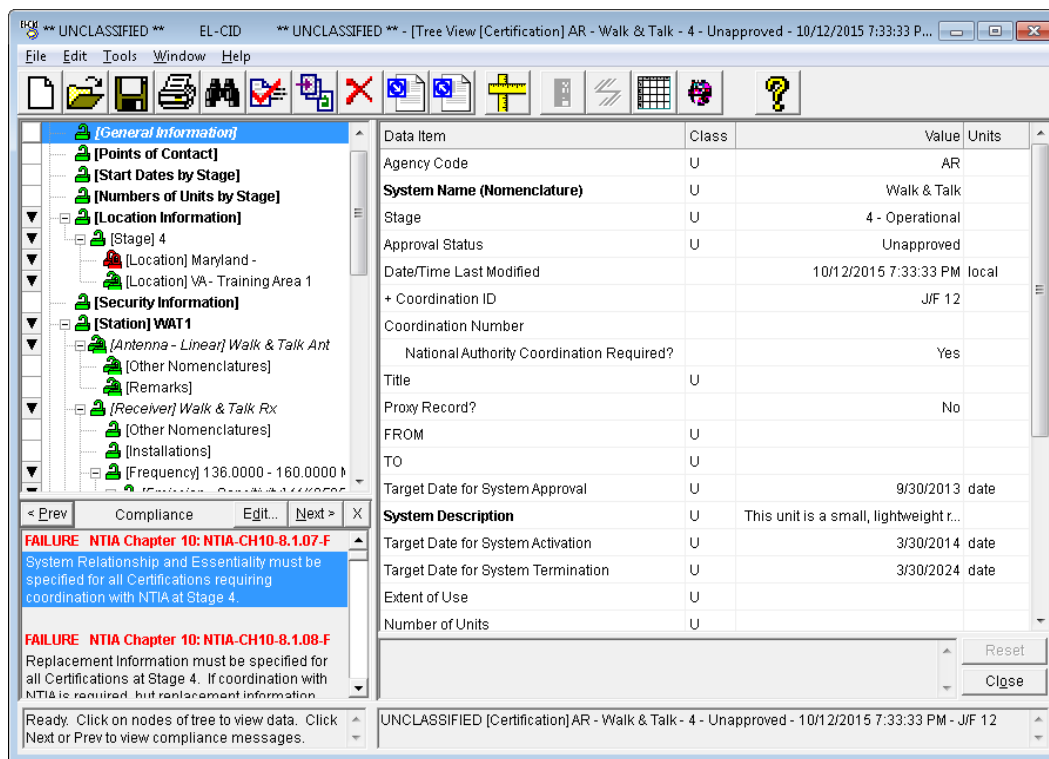 ** UNCLASSIFIED ** EL-CID ** UNCLASSIFIED ** - [Tree View [Certification] AR - Walk & Talk - 4 - Unapproved - 10/12/2015 7:33:33 P...
File Edit Tools Window Help
[General Information]
[Points of Contact]
[Start Dates by Stage]
[Numbers of Units by Stage]
[Location Information]
[Stage] 4
[Location] Maryland -
[Location] VA - Training Area 1
[Security Information]
[Station] WAT1
[Antenna - Linear] Walk & Talk Ant
[Other Nomenclatures]
[Remarks]
[Receiver] Walk & Talk Rx
[Other Nomenclatures]
[Installations]
[Frequency] 136.0000 - 160.0000
< Prev Compliance Edit... Next > X
FAILURE NTIA Chapter 10: NTIA-CH10-8.1.07-F
System Relationship and Essentiality must be
specified for all Certifications requiring
coordination with NTIA at Stage 4.
FAILURE NTIA Chapter 10: NTIA-CH10-8.1.08-F
Replacement Information must be specified for
all Certifications at Stage 4. If coordination with
NTIA is required, but replacement information
Data Item Class Value Units
Agency Code U AR
System Name (Nomenclature) U Walk & Talk
Stage U 4 - Operational
Approval Status U Unapproved
Date/Time Last Modified 10/12/2015 7:33:33 PM local
+ Coordination ID J/F 12
Coordination Number
National Authority Coordination Required? Yes
Title U
Proxy Record? No
FROM U
TO U
Target Date for System Approval U 9/30/2013 date
System Description U This unit is a small, lightweight r...
Target Date for System Activation U 3/30/2014 date
Target Date for System Termination U 3/30/2024 date
Extent of Use U
Number of Units U
Reset
Close
Ready. Click on nodes of tree to view data. Click
Next or Prev to view compliance messages.
UNCLASSIFIED [Certification] AR - Walk & Talk - 4 - Unapproved - 10/12/2015 7:33:33 PM - J/F 12